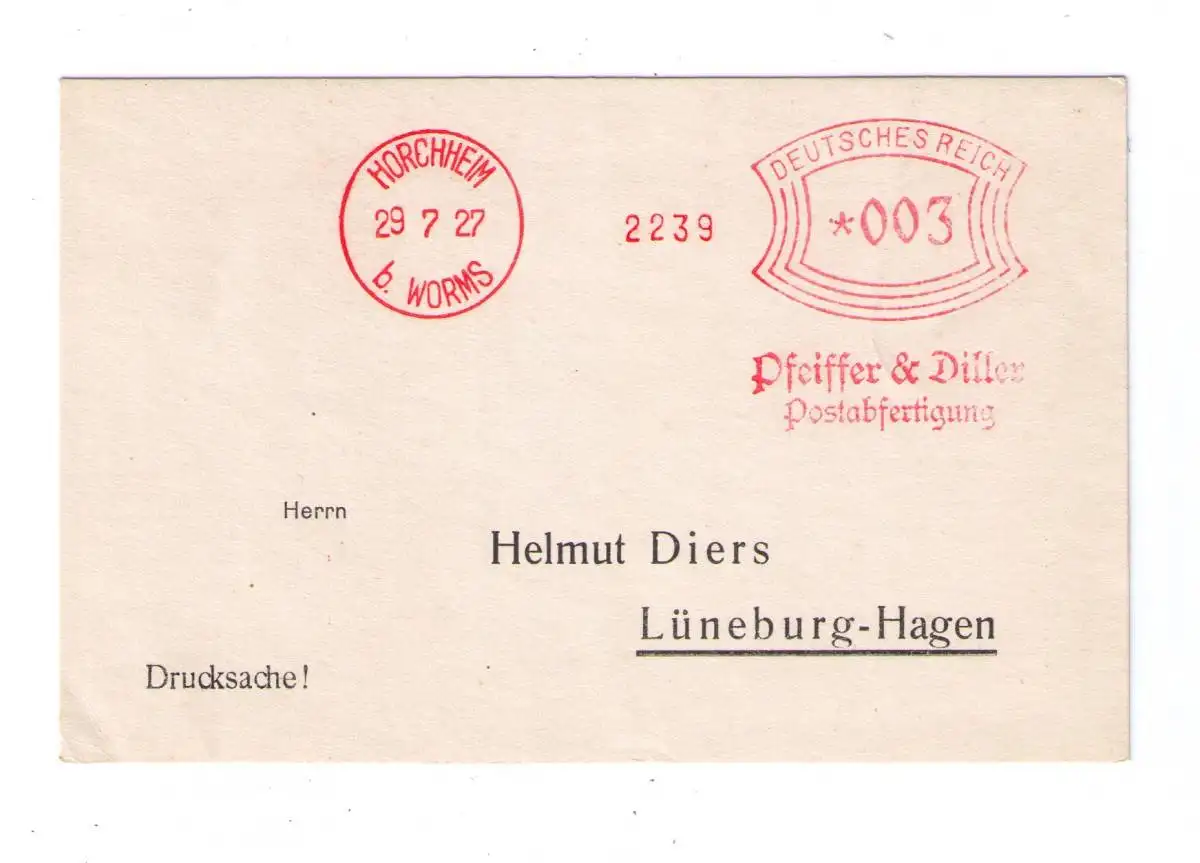 HORCHHEIM
29 7 27
b. WORMS
2239
DEUTSCHES REICH
*003
Pfeiffer & Diller
Postabfertigung
Herrn
Helmut Diers
Lüneburg-Hagen
Drucksache!